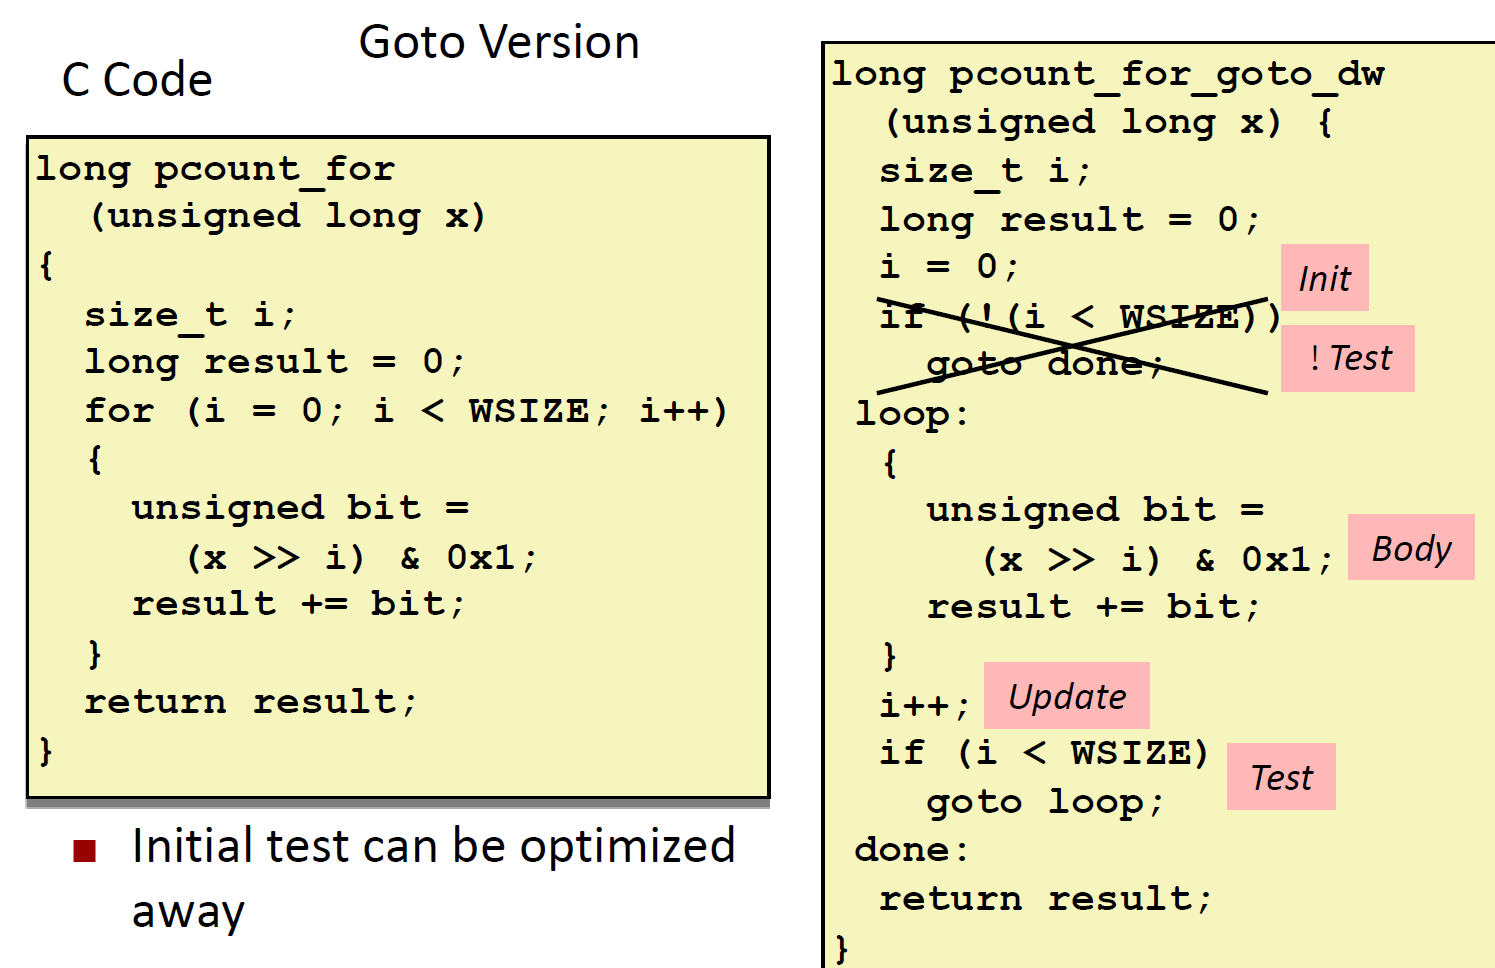 Goto Version
C Code
long pcount_for
(unsigned long x)
{
size_t i;
long result = 0;
for (i = 0; i < WSIZE; i++)
{
unsigned bit =
(x >> i) & 0x1;
result += bit;
}
return result;
}
Initial test can be optimized
away
long pcount_for_goto_dw
(unsigned long x) {
size_t i;
long result = 0;
i = 0;
Init
if (!(i < WSIZE))
goto done;
! Test
loop:
{
unsigned bit =
(x >> i) & 0x1;
Body
result += bit;
}
i++;
Update
if (i < WSIZE)
Test
goto loop;
done:
return result;
}